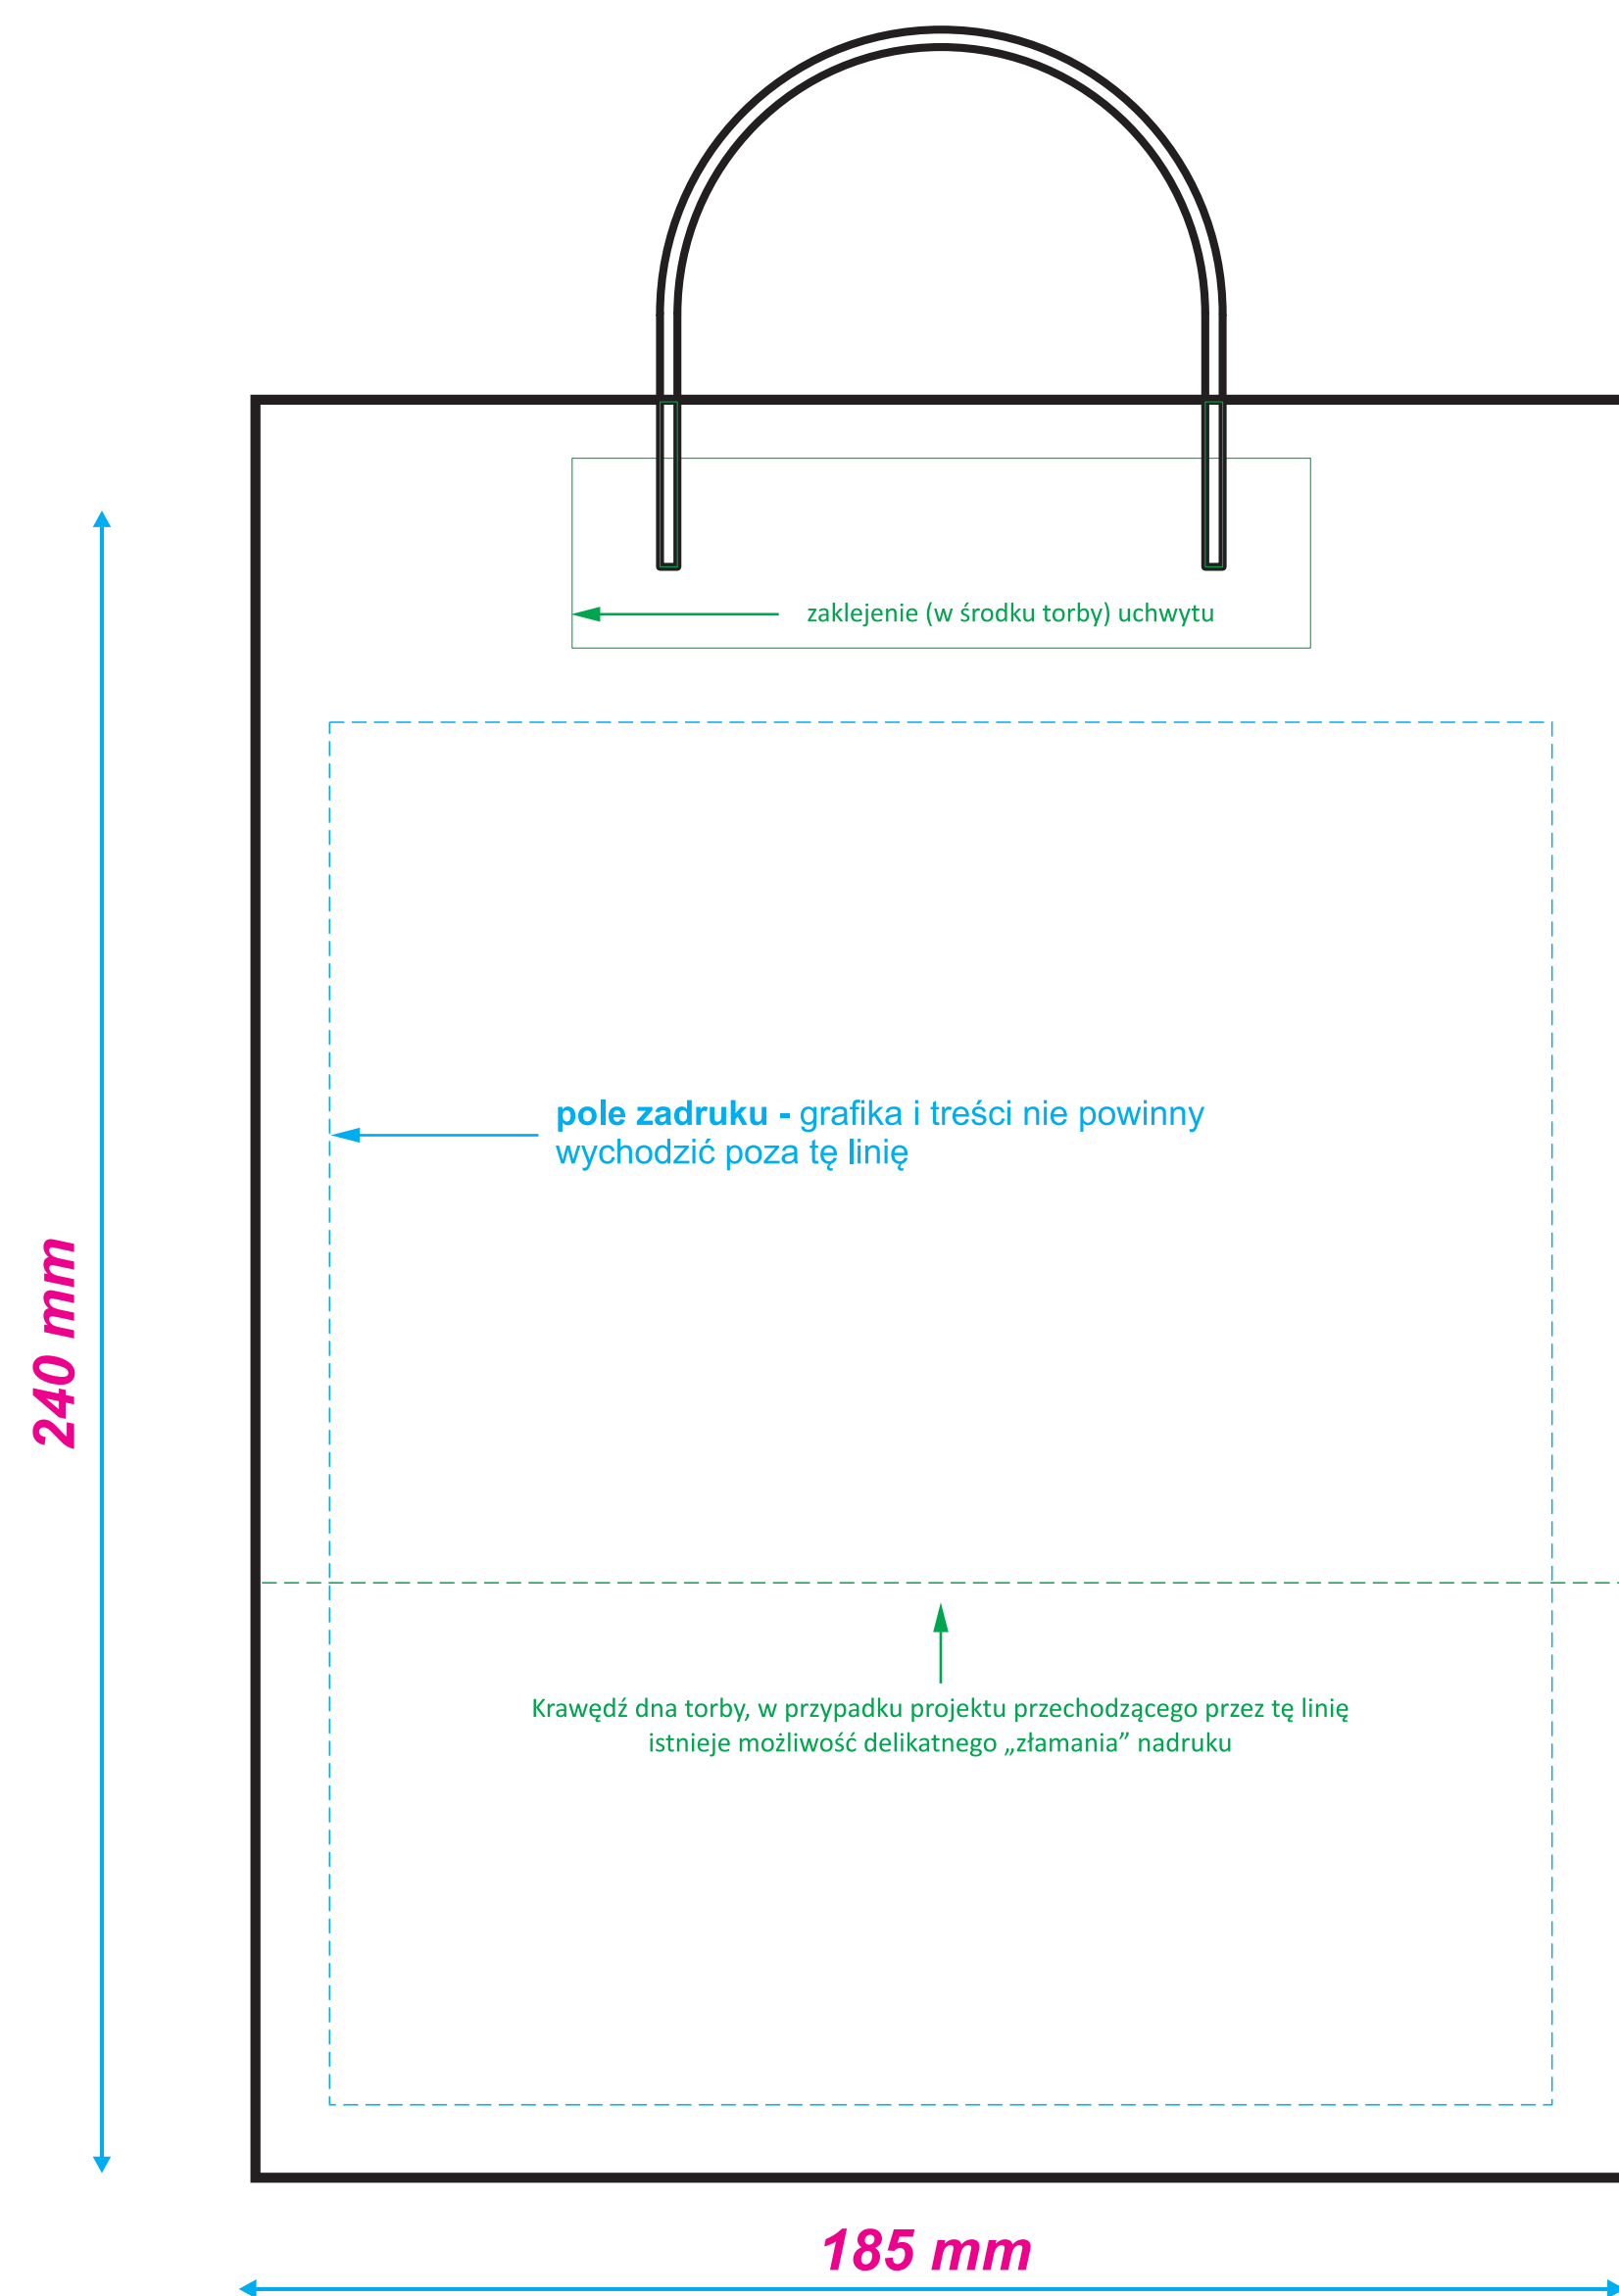 zaklejenie (w środku torby) uchwytu
pole zadruku - grafika i treści nie powinny
wychodzić poza tę linię
240 mm
Krawędź dna torby, w przypadku projektu przechodzącego przez tę linię
istnieje możliwość delikatnego „złamania” nadruku
185 mm